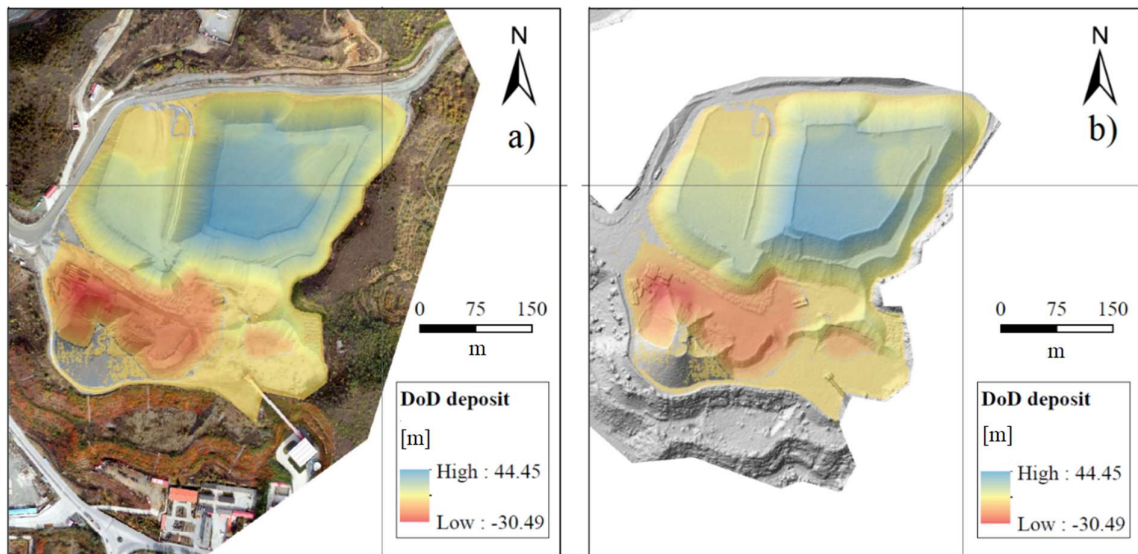 N
a)
0 75 150
m
DoD deposit
[m]
High : 44.45
Low : -30.49
N
b)
0 75 150
m
DoD deposit
[m]
High : 44.45
Low : -30.49